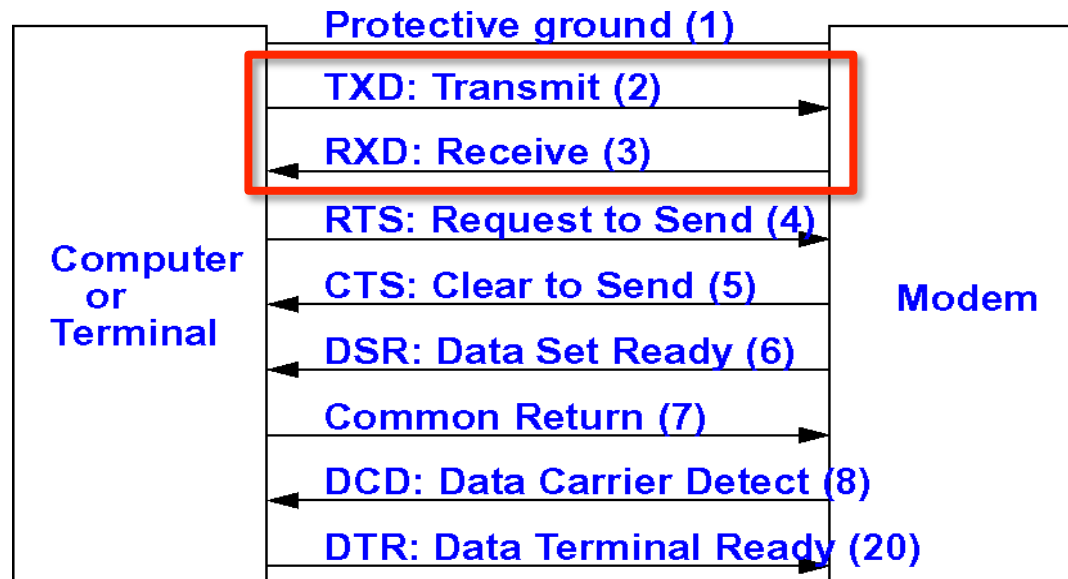 Protective ground (1)
TXD: Transmit (2)
RXD: Receive (3)
RTS: Request to Send (4)
CTS: Clear to Send (5)
DSR: Data Set Ready (6)
Common Return (7)
DCD: Data Carrier Detect (8)
DTR: Data Terminal Ready (20)
Computer
or
Terminal
Modem